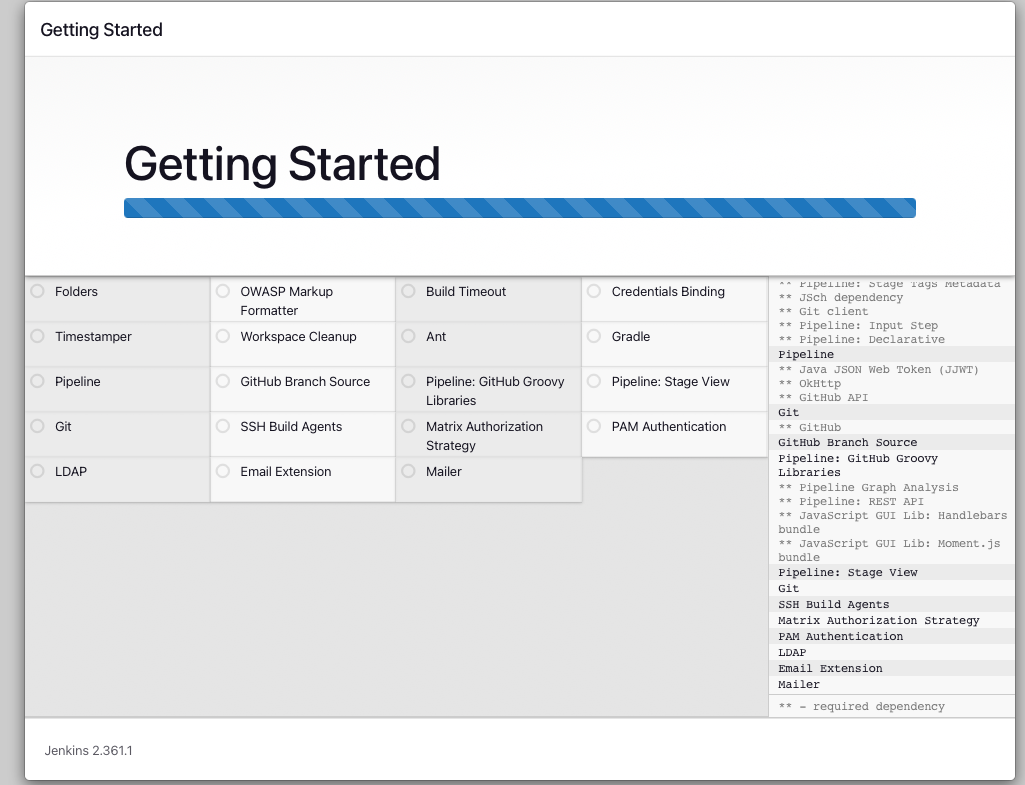 Getting Started
Getting Started
Folders
OWASP Markup
Formatter
Build Timeout
Credentials Binding
Timestamper
Workspace Cleanup
Ant
Gradle
Pipeline
GitHub Branch Source
Pipeline: GitHub Groovy
Libraries
Pipeline: Stage View
Git
SSH Build Agents
Matrix Authorization
Strategy
PAM Authentication
LDAP
Email Extension
Mailer
** Pipeline: Stage Tags Metadata
** JSch dependency
** Git client
** Pipeline: Input Step
** Pipeline: Declarative
Pipeline
** Java JSON Web Token (JJWT)
** OkHttp
** GitHub API
Git
** GitHub
GitHub Branch Source
Pipeline: GitHub Groovy
Libraries
** Pipeline Graph Analysis
** Pipeline: REST API
** JavaScript GUI Lib: Handlebars
bundle
** JavaScript GUI Lib: Moment.js
bundle
Pipeline: Stage View
Git
SSH Build Agents
Matrix Authorization Strategy
PAM Authentication
LDAP
Email Extension
Mailer
** - required dependency
Jenkins 2.361.1